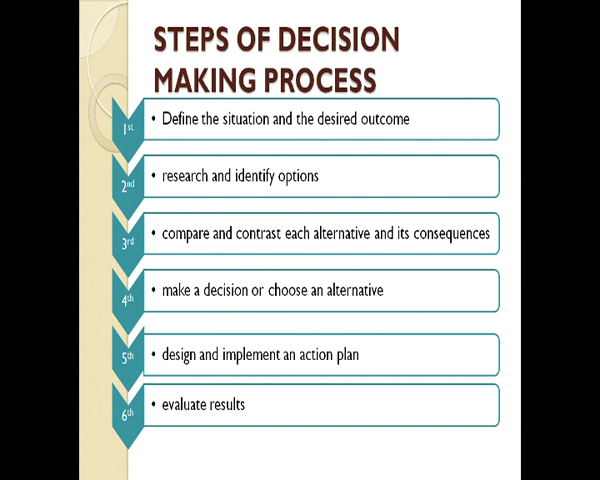 STEPS OF DECISION
MAKING PROCESS
1st
• Define the situation and the desired outcome
2nd
• research and identify options
3rd
• compare and contrast each alternative and its consequences
4th
• make a decision or choose an alternative
5th
• design and implement an action plan
6th
• evaluate results